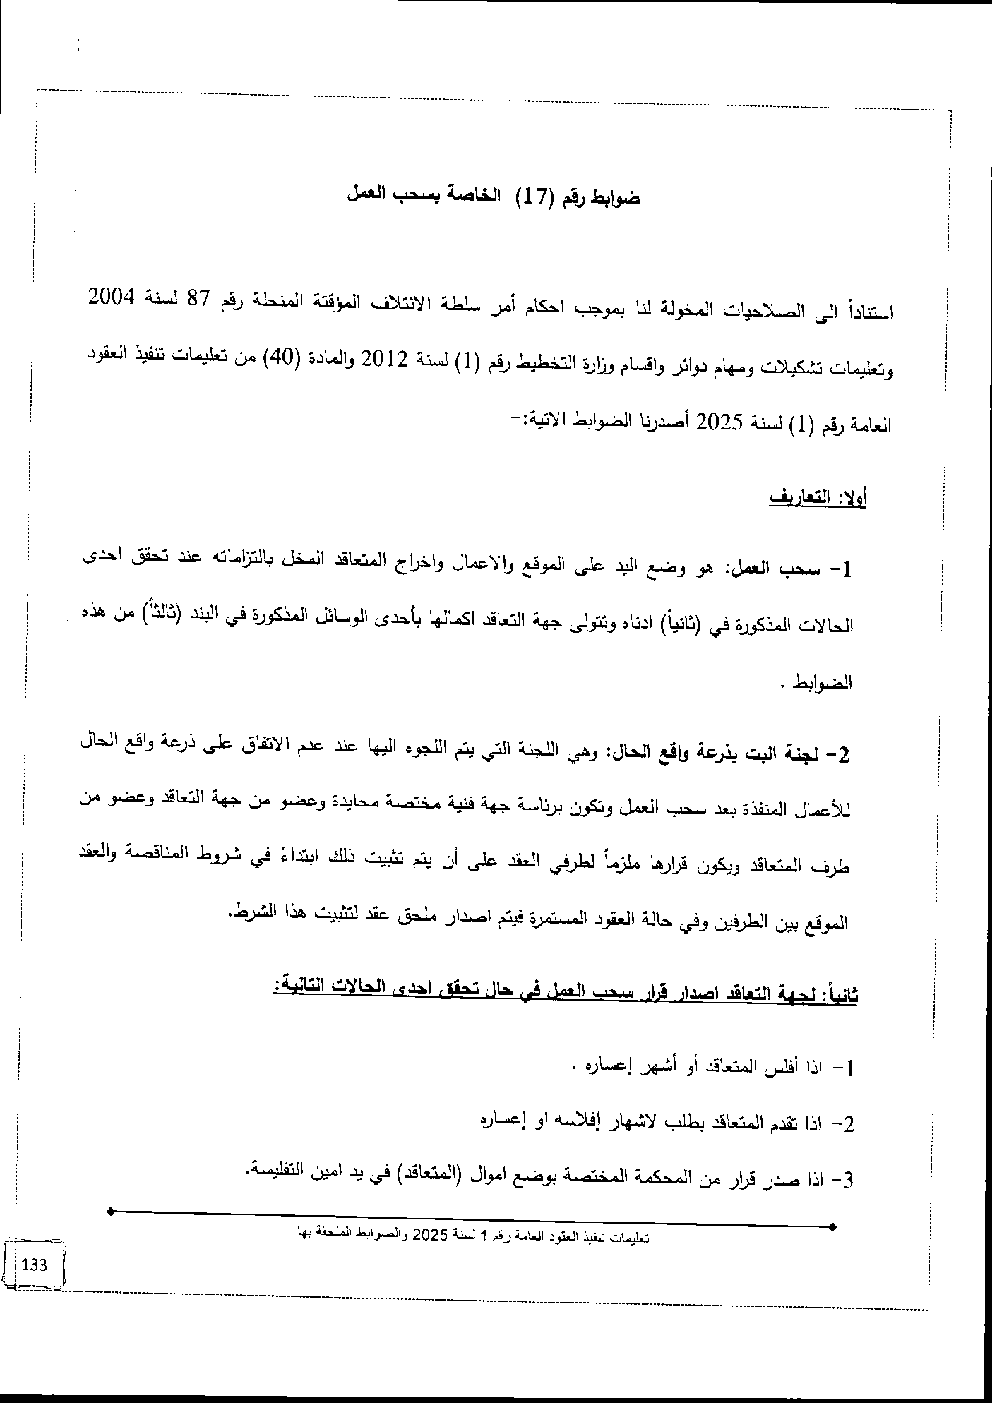 ضوابط رقم (17) الخاصة بسحب العمل
استناداً الى الصلاحيات المخولة لنا بموجب احكام أمر سلطة الائتلاف المؤقتة المنحلة رقم 87 لسنة 2004
وتعليمات تشكيلات ومهام دوائر واقسام وزارة التخطيط رقم (1) لسنة 2012 والمادة (40) من تعليمات تنفيذ العقود
العامة رقم (1) لسنة 2025 أصدرنا الضوابط الاتية:-
أولا: التعاريف
1- سحب العمل: هو وضع اليد على الموقع والاعمال واخراج المتعاقد المخل بالتزاماته عند تحقق احدى
الحالات المذكورة في (ثانياً) ادناه وتتولى جهة التعاقد اكمالها بأحدى الوسائل المذكورة في البند (ثالثاً) من هذه
الضوابط .
2- لجنة البت بذرعة واقع الحال: وهي اللجنة التي يتم اللجوء اليها عند عدم الاتفاق على ذرعة واقع الحال
للأعمال المنفذة بعد سحب العمل وتكون برئاسة جهة فنية مختصة محايدة وعضو من جهة التعاقد وعضو من
طرف المتعاقد ويكون قرارها ملزماً لطرفي العقد على أن يتم تثبيت ذلك ابتداءً في شروط المناقصة والعقد
الموقع بين الطرفين وفي حالة العقود المستمرة فيتم اصدار ملحق عقد لتثبيت هذا الشرط.
ثانياً: لجهة التعاقد اصدار قرار سحب العمل في حال تحقق احدى الحالات التالية:
1- اذا أفلس المتعاقد أو أشهر إعساره .
2- اذا تقدم المتعاقد بطلب لاشهار إفلاسه او إعساره
3- اذا صدر قرار من المحكمة المختصة بوضع اموال (المتعاقد) في يد امين التفليسة.
تعليمات تنفيذ العقود العامة رقم 1 لسنة 2025 والضوابط الملحقة بها
133